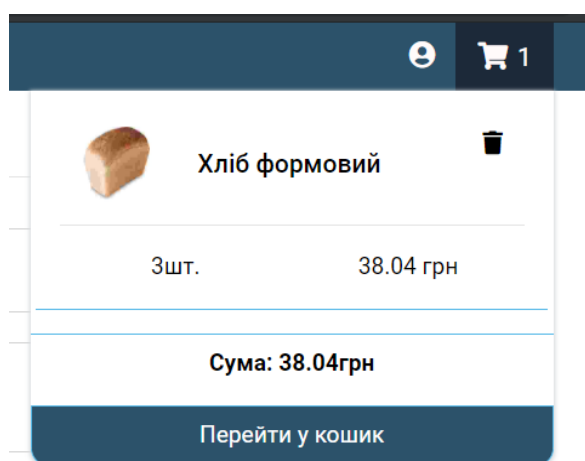 1
Хліб формовий
3шт. 38.04 грн
Сума: 38.04грн
Перейти у кошик